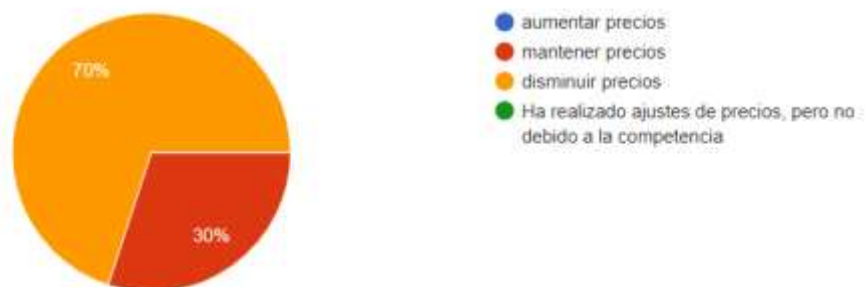 70%
30%
aumentar precios
mantener precios
disminuir precios
Ha realizado ajustes de precios, pero no
debido a la competencia